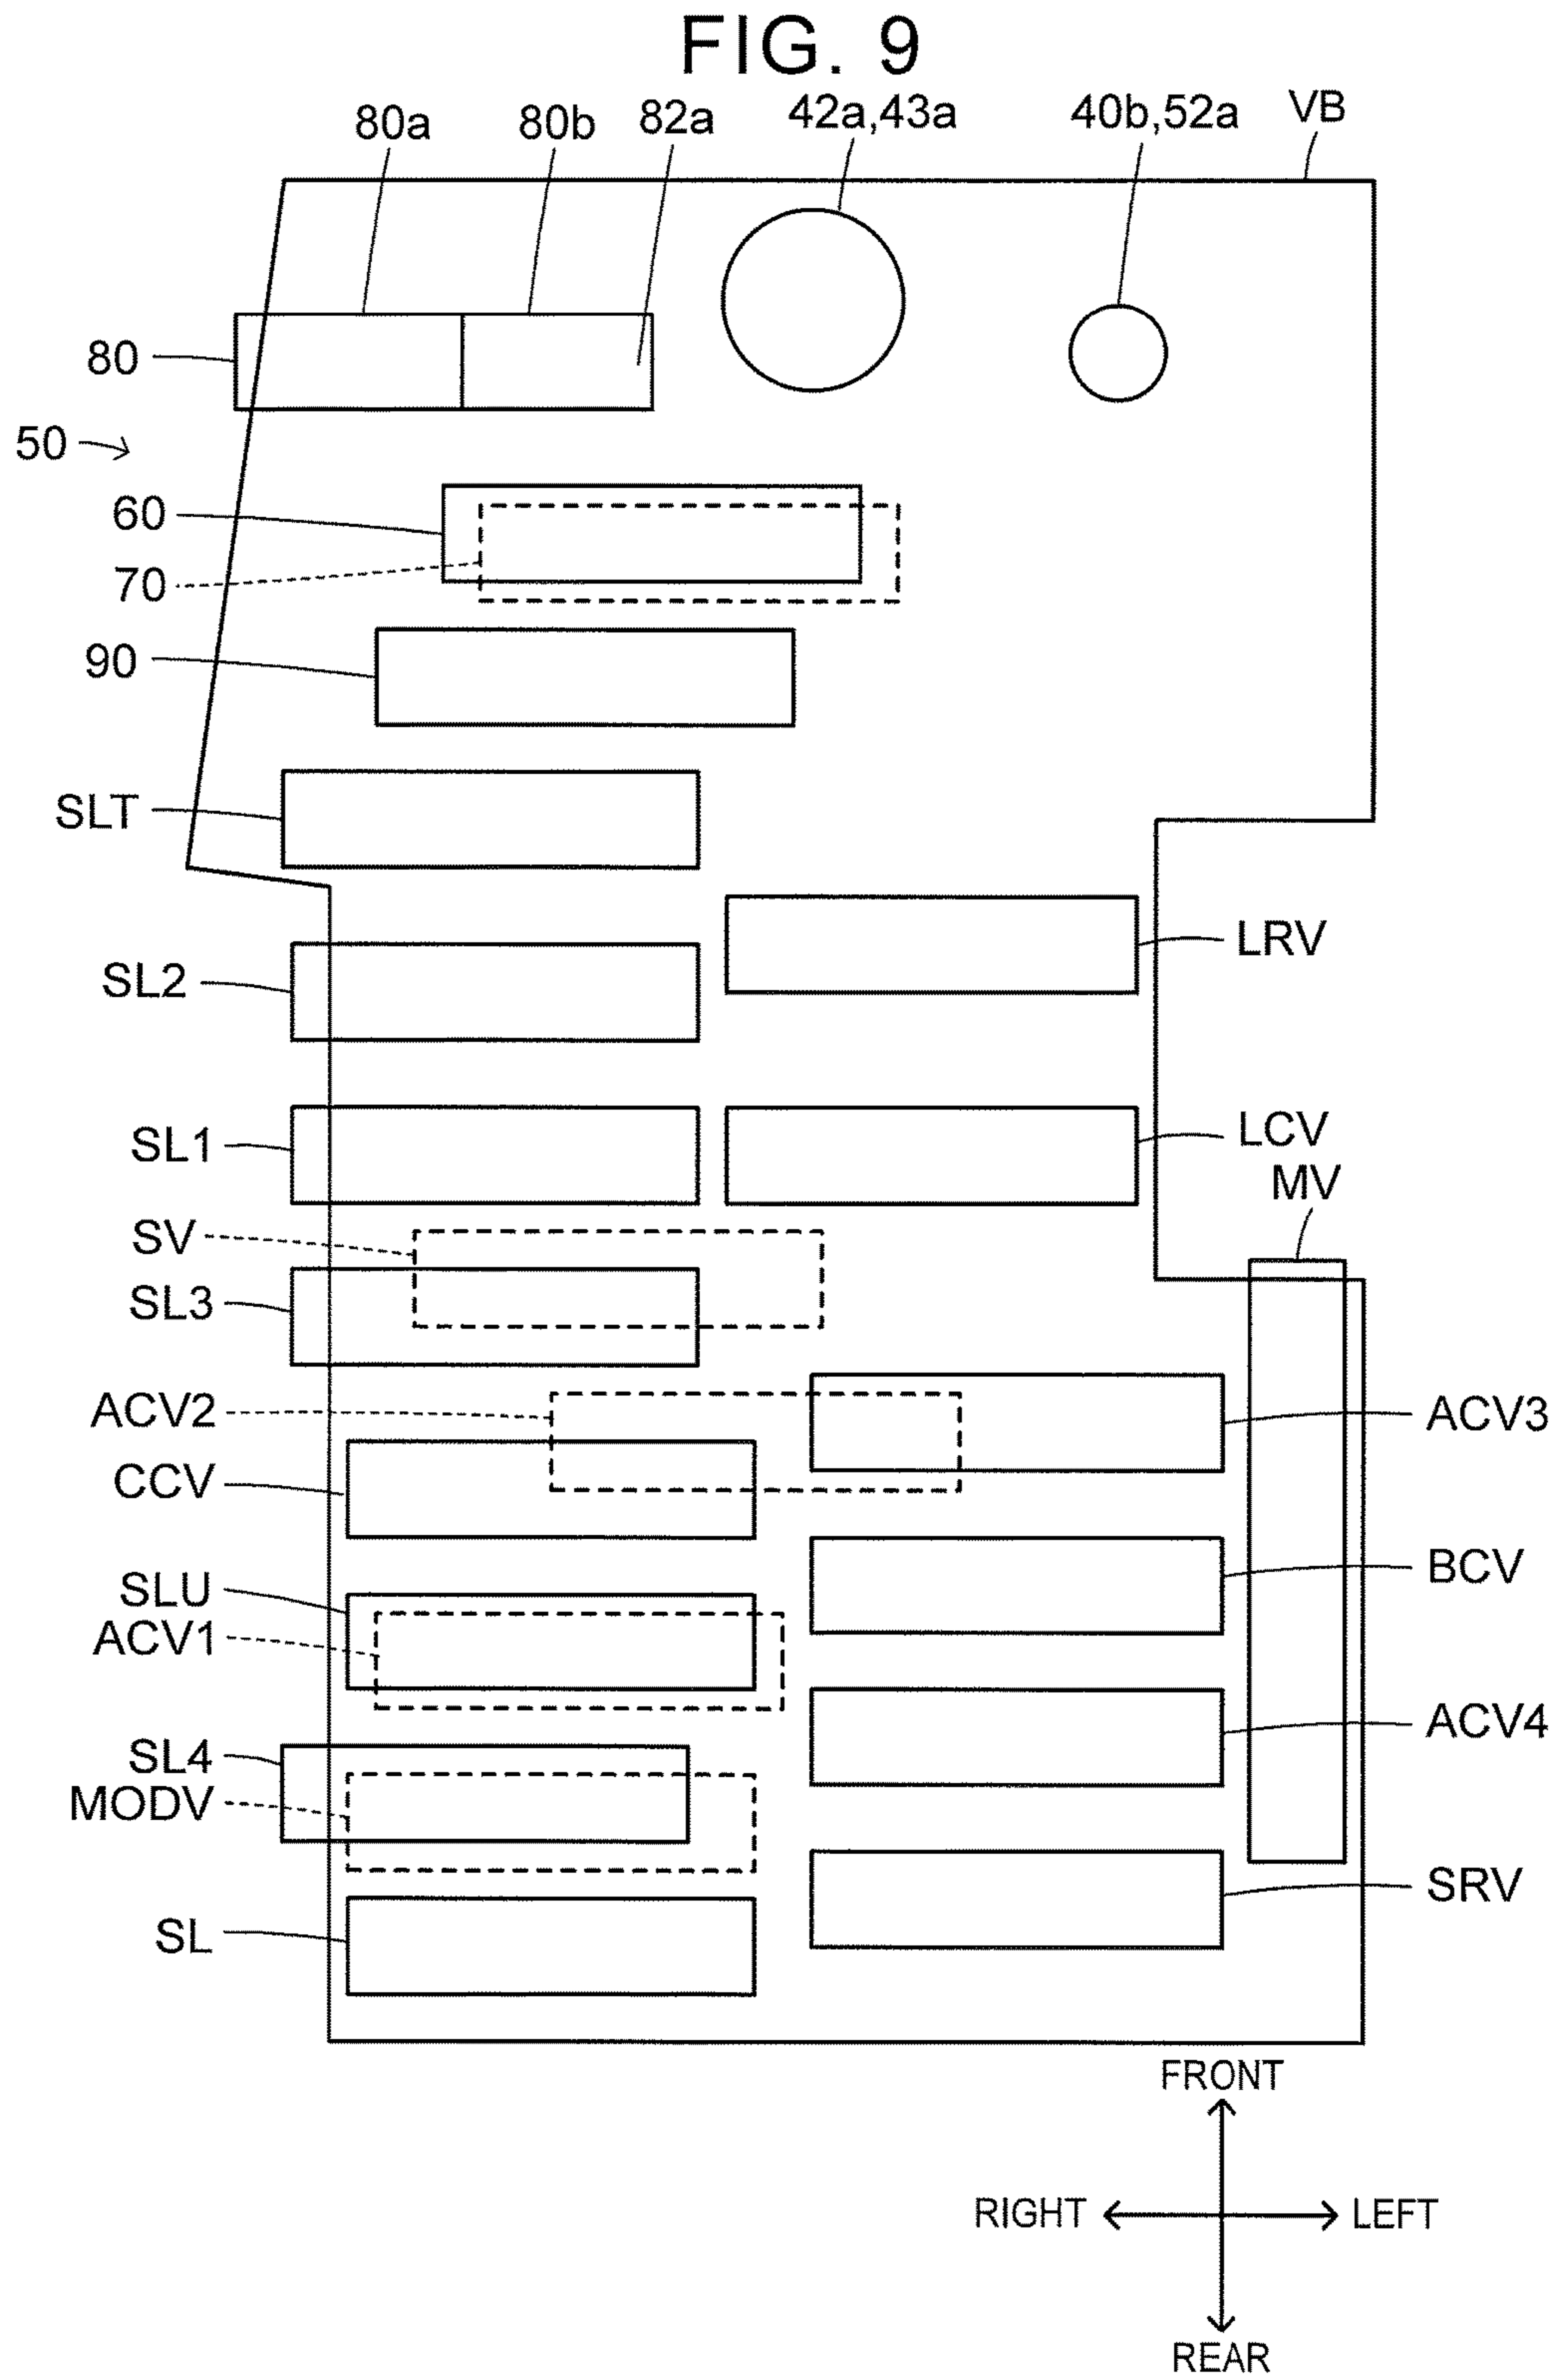 FIG. 9
80a 80b 82a 42a,43a 40b,52a VB
80
50
60
70
90
SLT
LRV
SL2
SL1 LCV
MV
SV
SL3
ACV2 ACV3
CCV
BCV
SLU
ACV1
ACV4
SL4
MODV
SRV
SL
FRONT
RIGHT LEFT
REAR